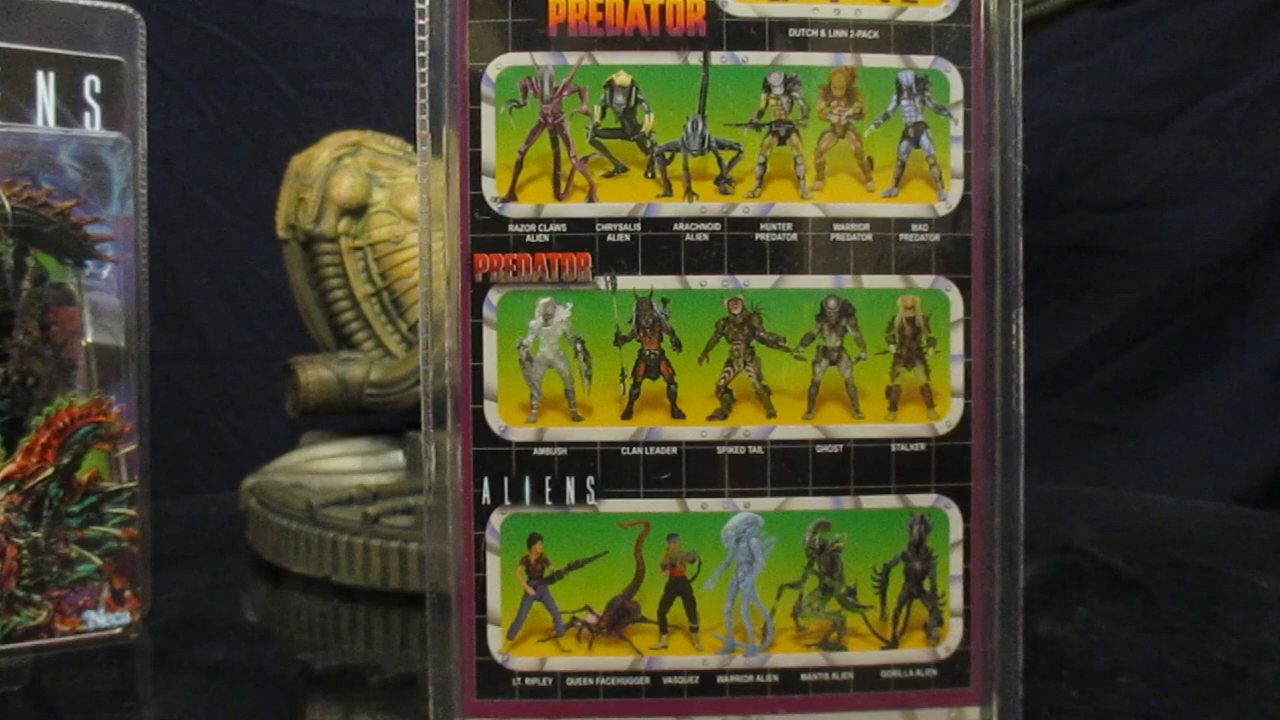 N S
Neca
PREDATOR
DUTCH & LINN 2-PACK
RAZOR CLAWS
ALIEN
CHRYSALIS
ALIEN
ARACHNOID
ALIEN
HUNTER
PREDATOR
WARRIOR
PREDATOR
MAD
PREDATOR
PREDATOR
AMBUSH
CLAN LEADER
SPIKED TAIL
GHOST
STALKER
ALIENS
LT. RIPLEY
QUEEN FACEHUGGER
VASQUEZ
WARRIOR ALIEN
MANTIS ALIEN
GORILLA ALIEN